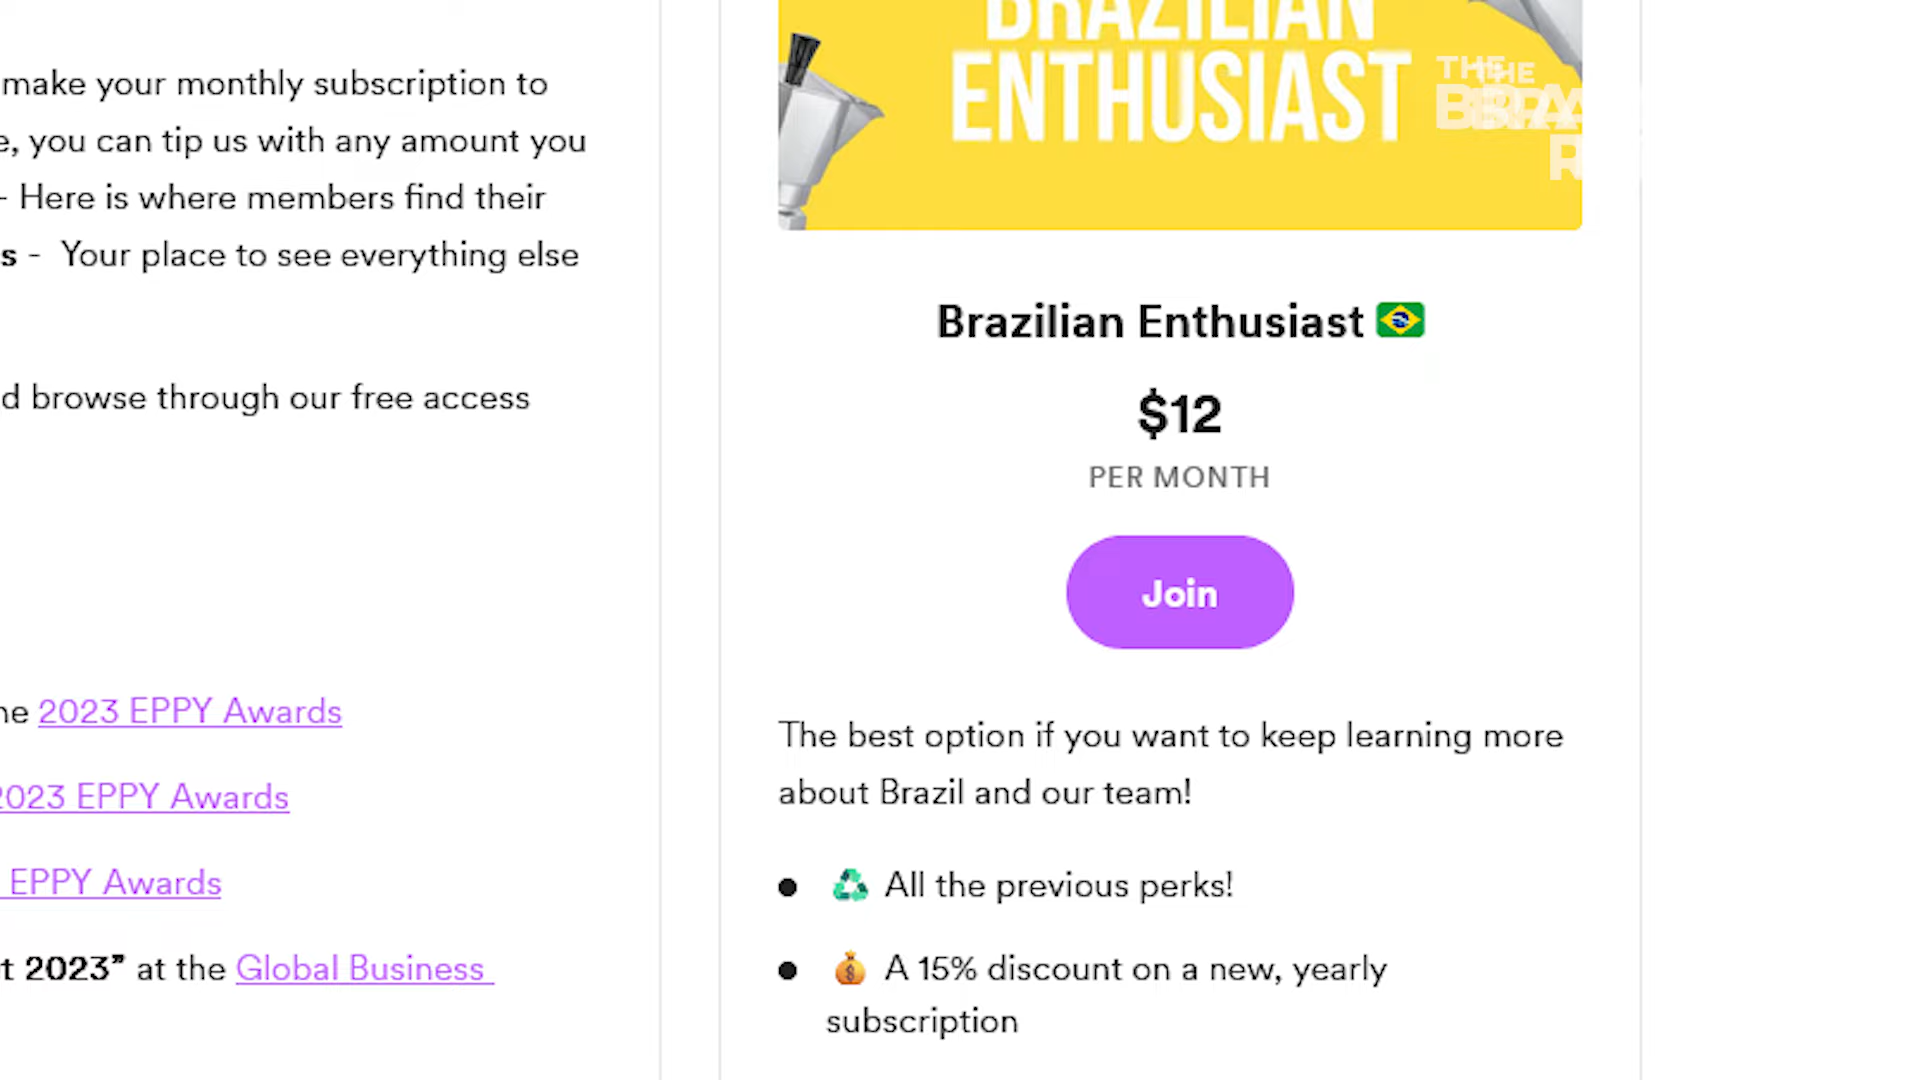 make your monthly subscription to
e, you can tip us with any amount you
- Here is where members find their
s - Your place to see everything else
d browse through our free access
ne 2023 EPPY Awards
2023 EPPY Awards
EPPY Awards
t 2023” at the Global Business
BRAZILIAN
ENTHUSIAST
THE
THE
Brazilian Enthusiast
$12
PER MONTH
Join
The best option if you want to keep learning more
about Brazil and our team!
All the previous perks!
A 15% discount on a new, yearly
subscription